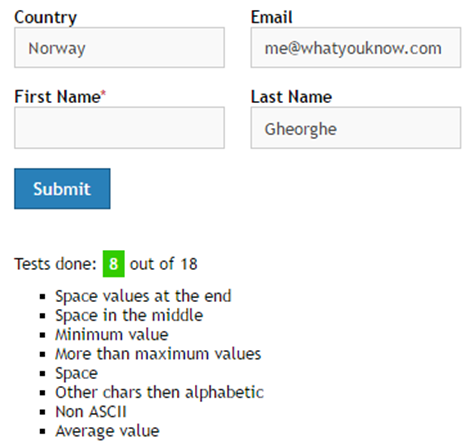 Country Email
Norway me@whatyouknow.com
First Name* Last Name
Gheorghe
Submit
Tests done: 8 out of 18
Space values at the end
Space in the middle
Minimum value
More than maximum values
Space
Other chars then alphabetic
Non ASCII
Average value